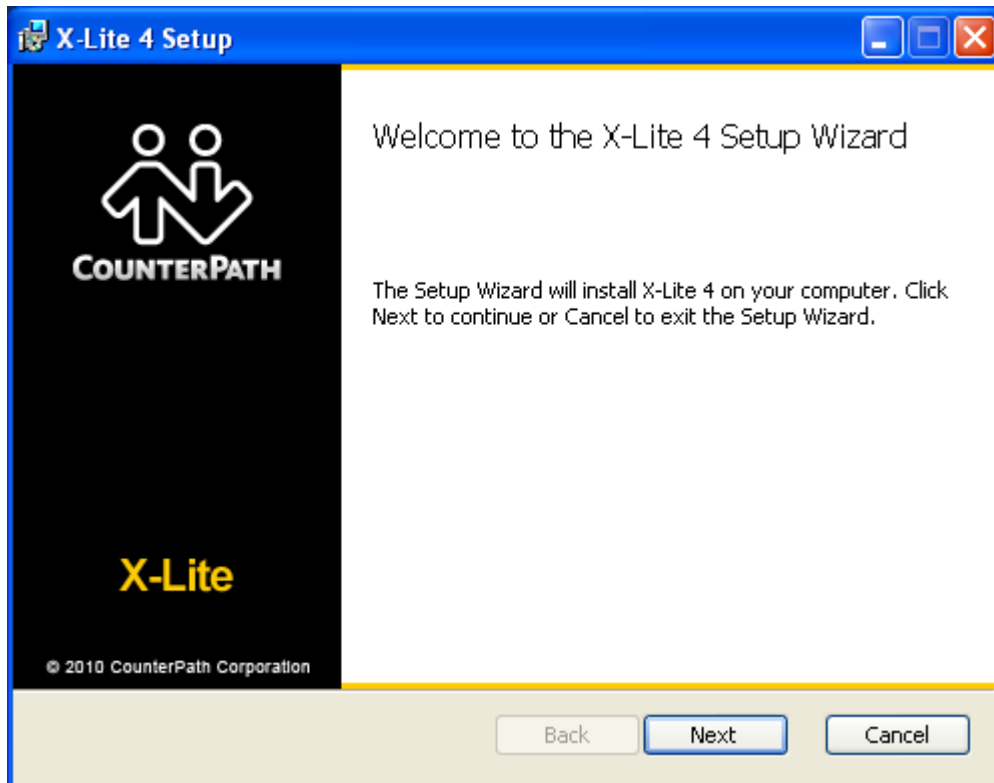 X-Lite 4 Setup
COUNTERPATH
X-Lite
© 2010 CounterPath Corporation
Welcome to the X-Lite 4 Setup Wizard
The Setup Wizard will install X-Lite 4 on your computer. Click
Next to continue or Cancel to exit the Setup Wizard.
Back
Next
Cancel